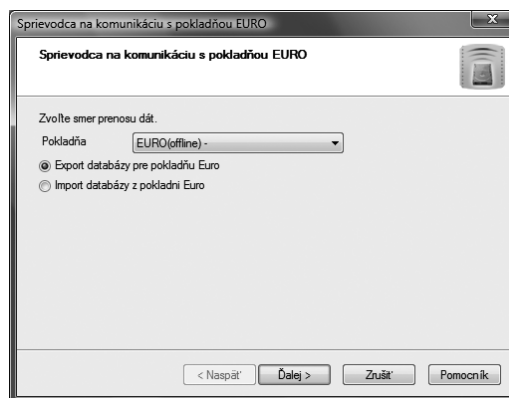 Sprievodca na komunikáciu s pokladňou EURO
Sprievodca na komunikáciu s pokladňou EURO
Zvoľte smer prenosu dát.
Pokladňa
EURO(offline) -
Export databázy pre pokladňu Euro
Import databázy z pokladni Euro
< Naspäť
Ďalej >
Zrušiť
Pomocník